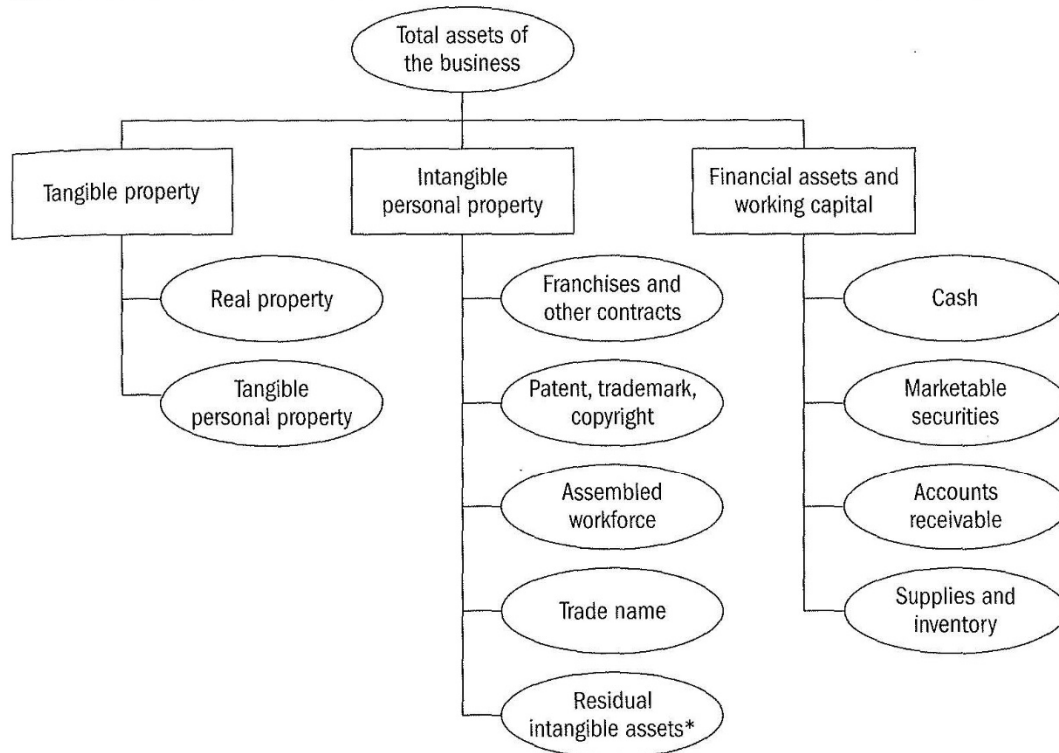 Total assets of
the business
Tangible property
Intangible
personal property
Financial assets and
working capital
Real property
Tangible
personal property
Franchises and
other contracts
Patent, trademark,
copyright
Assembled
workforce
Trade name
Residual
intangible assets*
Cash
Marketable
securities
Accounts
receivable
Supplies and
inventory